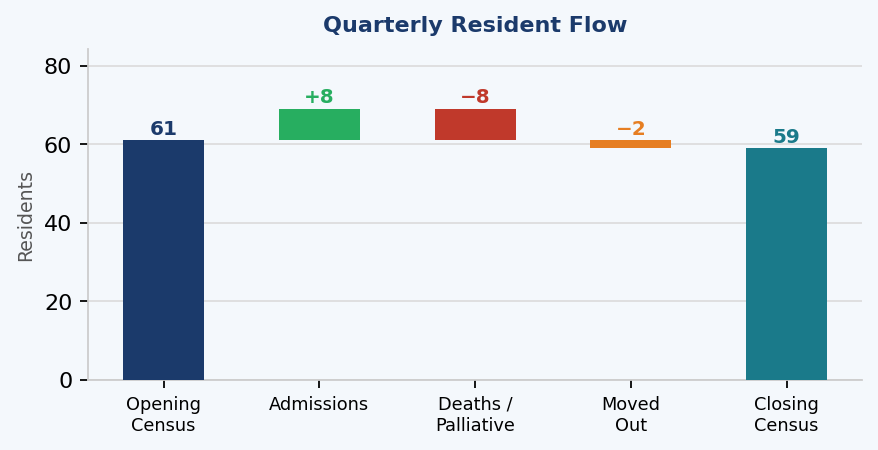 Quarterly Resident Flow
Residents
80
60
40
20
0
61
+8
−8
−2
59
Opening
Census
Admissions
Deaths /
Palliative
Moved
Out
Closing
Census